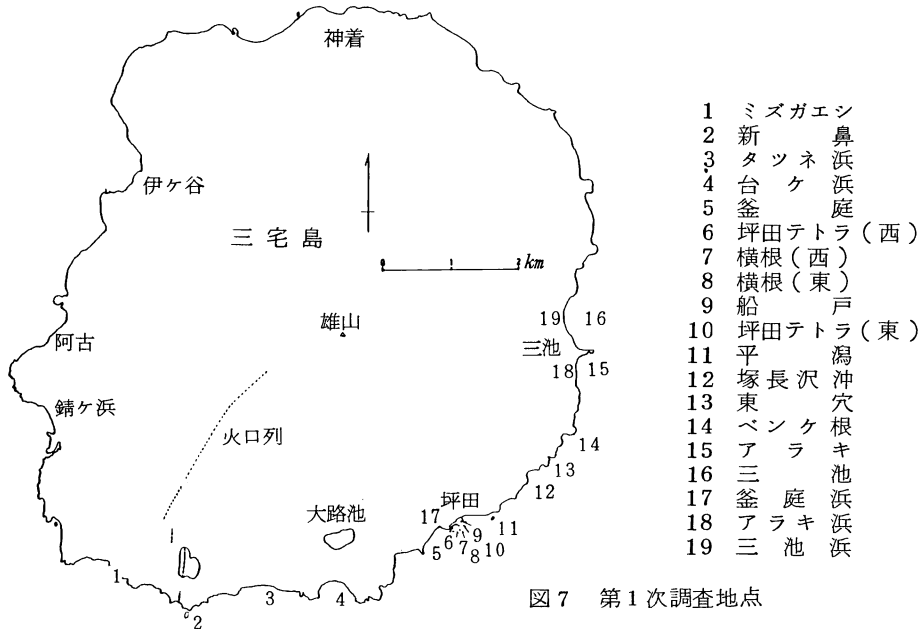 神着
伊ケ谷
三宅島
km
雄山
阿古
三池
錆ケ浜
火口列
大路池
坪田
19 16
18 15
14
13
12
17
11
6 9
5 7 10
8
1
3
4
2
1 ミズガエシ
2 新鼻
3 タツネ浜
4 台ケ浜
5 釜庭
6 坪田テトラ(西)
7 横根(西)
8 横根(東)
9 船戸
10 坪田テトラ(東)
11 平潟
12 塚長沢沖
13 東穴
14 ベンケ根
15 アラキ
16 三池
17 釜庭浜
18 アラキ浜
19 三池浜
図7 第1次調査地点